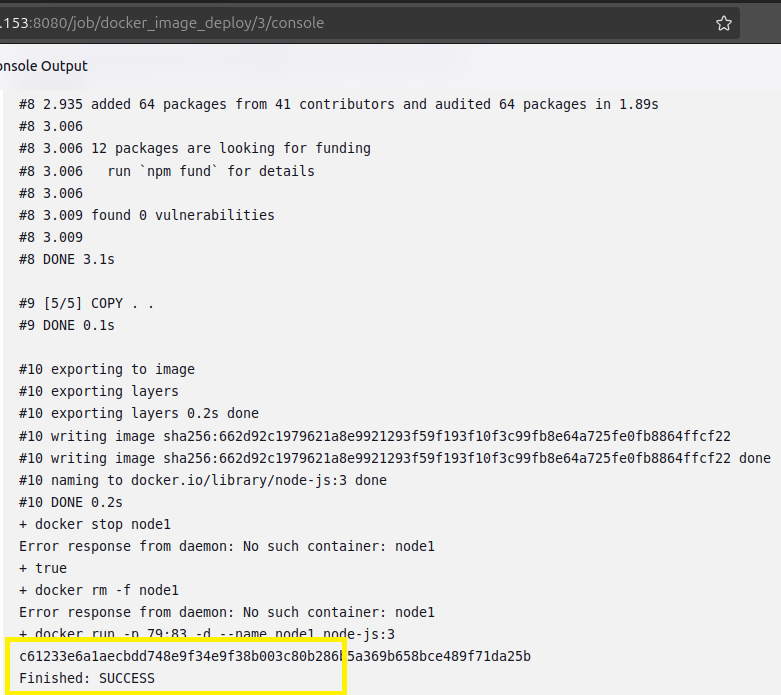 .153:8080/job/docker_image_deploy/3/console
onsole Output
#8 2.935 added 64 packages from 41 contributors and audited 64 packages in 1.89s
#8 3.006
#8 3.006 12 packages are looking for funding
#8 3.006   run `npm fund` for details
#8 3.006
#8 3.009 found 0 vulnerabilities
#8 3.009
#8 DONE 3.1s
#9 [5/5] COPY . .
#9 DONE 0.1s
#10 exporting to image
#10 exporting layers
#10 exporting layers 0.2s done
#10 writing image sha256:662d92c1979621a8e9921293f59f193f10f3c99fb8e64a725fe0fb8864ffcf22
#10 writing image sha256:662d92c1979621a8e9921293f59f193f10f3c99fb8e64a725fe0fb8864ffcf22 done
#10 naming to docker.io/library/node-js:3 done
#10 DONE 0.2s
+ docker stop node1
Error response from daemon: No such container: node1
+ true
+ docker rm -f node1
Error response from daemon: No such container: node1
+ docker run -p 79:83 -d --name node1 node-js:3
c61233e6a1aecbdd748e9f34e9f38b003c80b286b5a369b658bce489f71da25b
Finished: SUCCESS